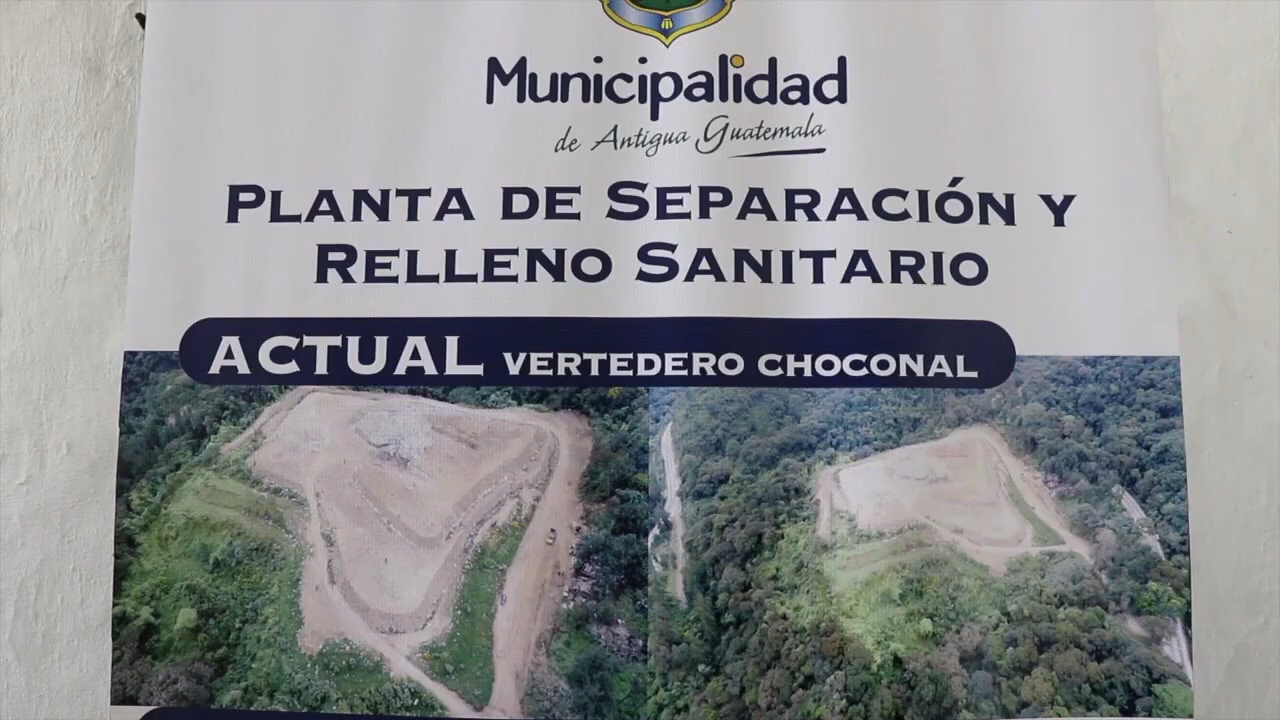 Municipalidad
de Antigua Guatemala
PLANTA DE SEPARACIÓN Y
RELLENO SANITARIO
ACTUAL VERTEDERO CHOCONAL